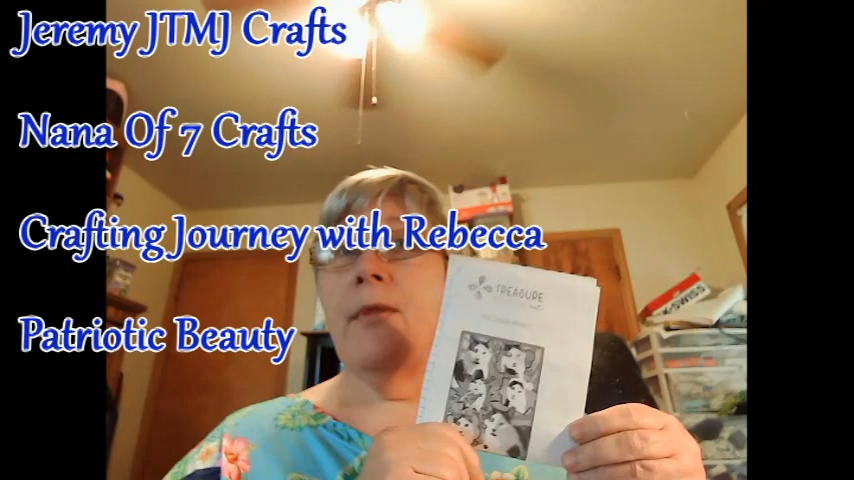 Jeremy JTMJ Crafts
Nana Of 7 Crafts
Crafting Journey with Rebecca
Patriotic Beauty
TREASURE